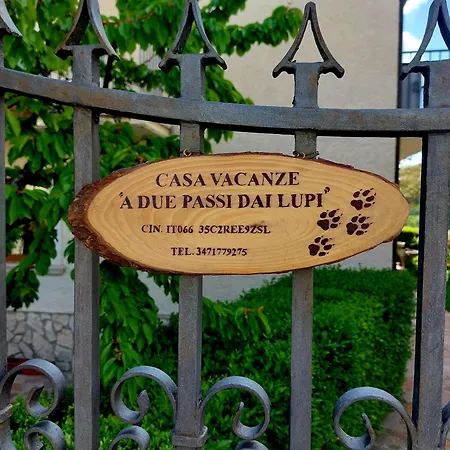 CASA VACANZE
"A DUE PASSI DAI LUPI"
CIN. IT066 35C2REE9ZSL
TEL. 3471779275